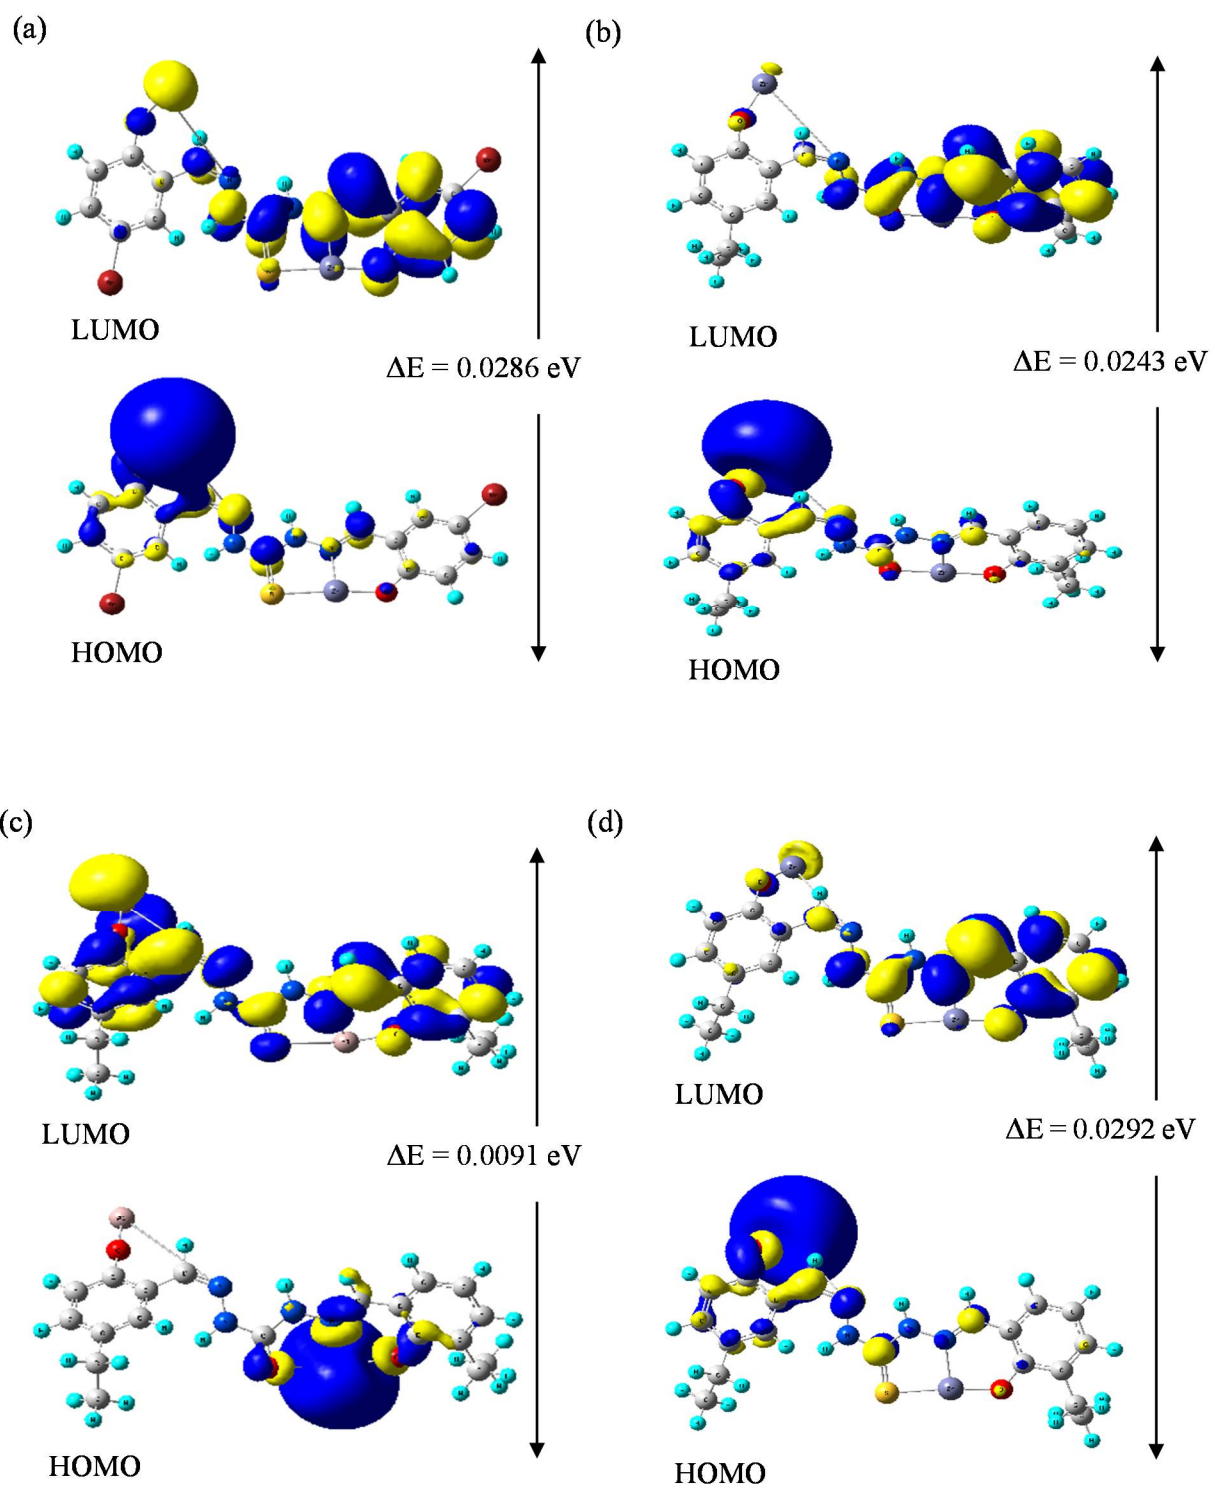 (a)
(b)
LUMO
LUMO
ΔE = 0.0286 eV
ΔE = 0.0243 eV
HOMO
HOMO
(c)
(d)
LUMO
LUMO
ΔE = 0.0091 eV
ΔE = 0.0292 eV
HOMO
HOMO